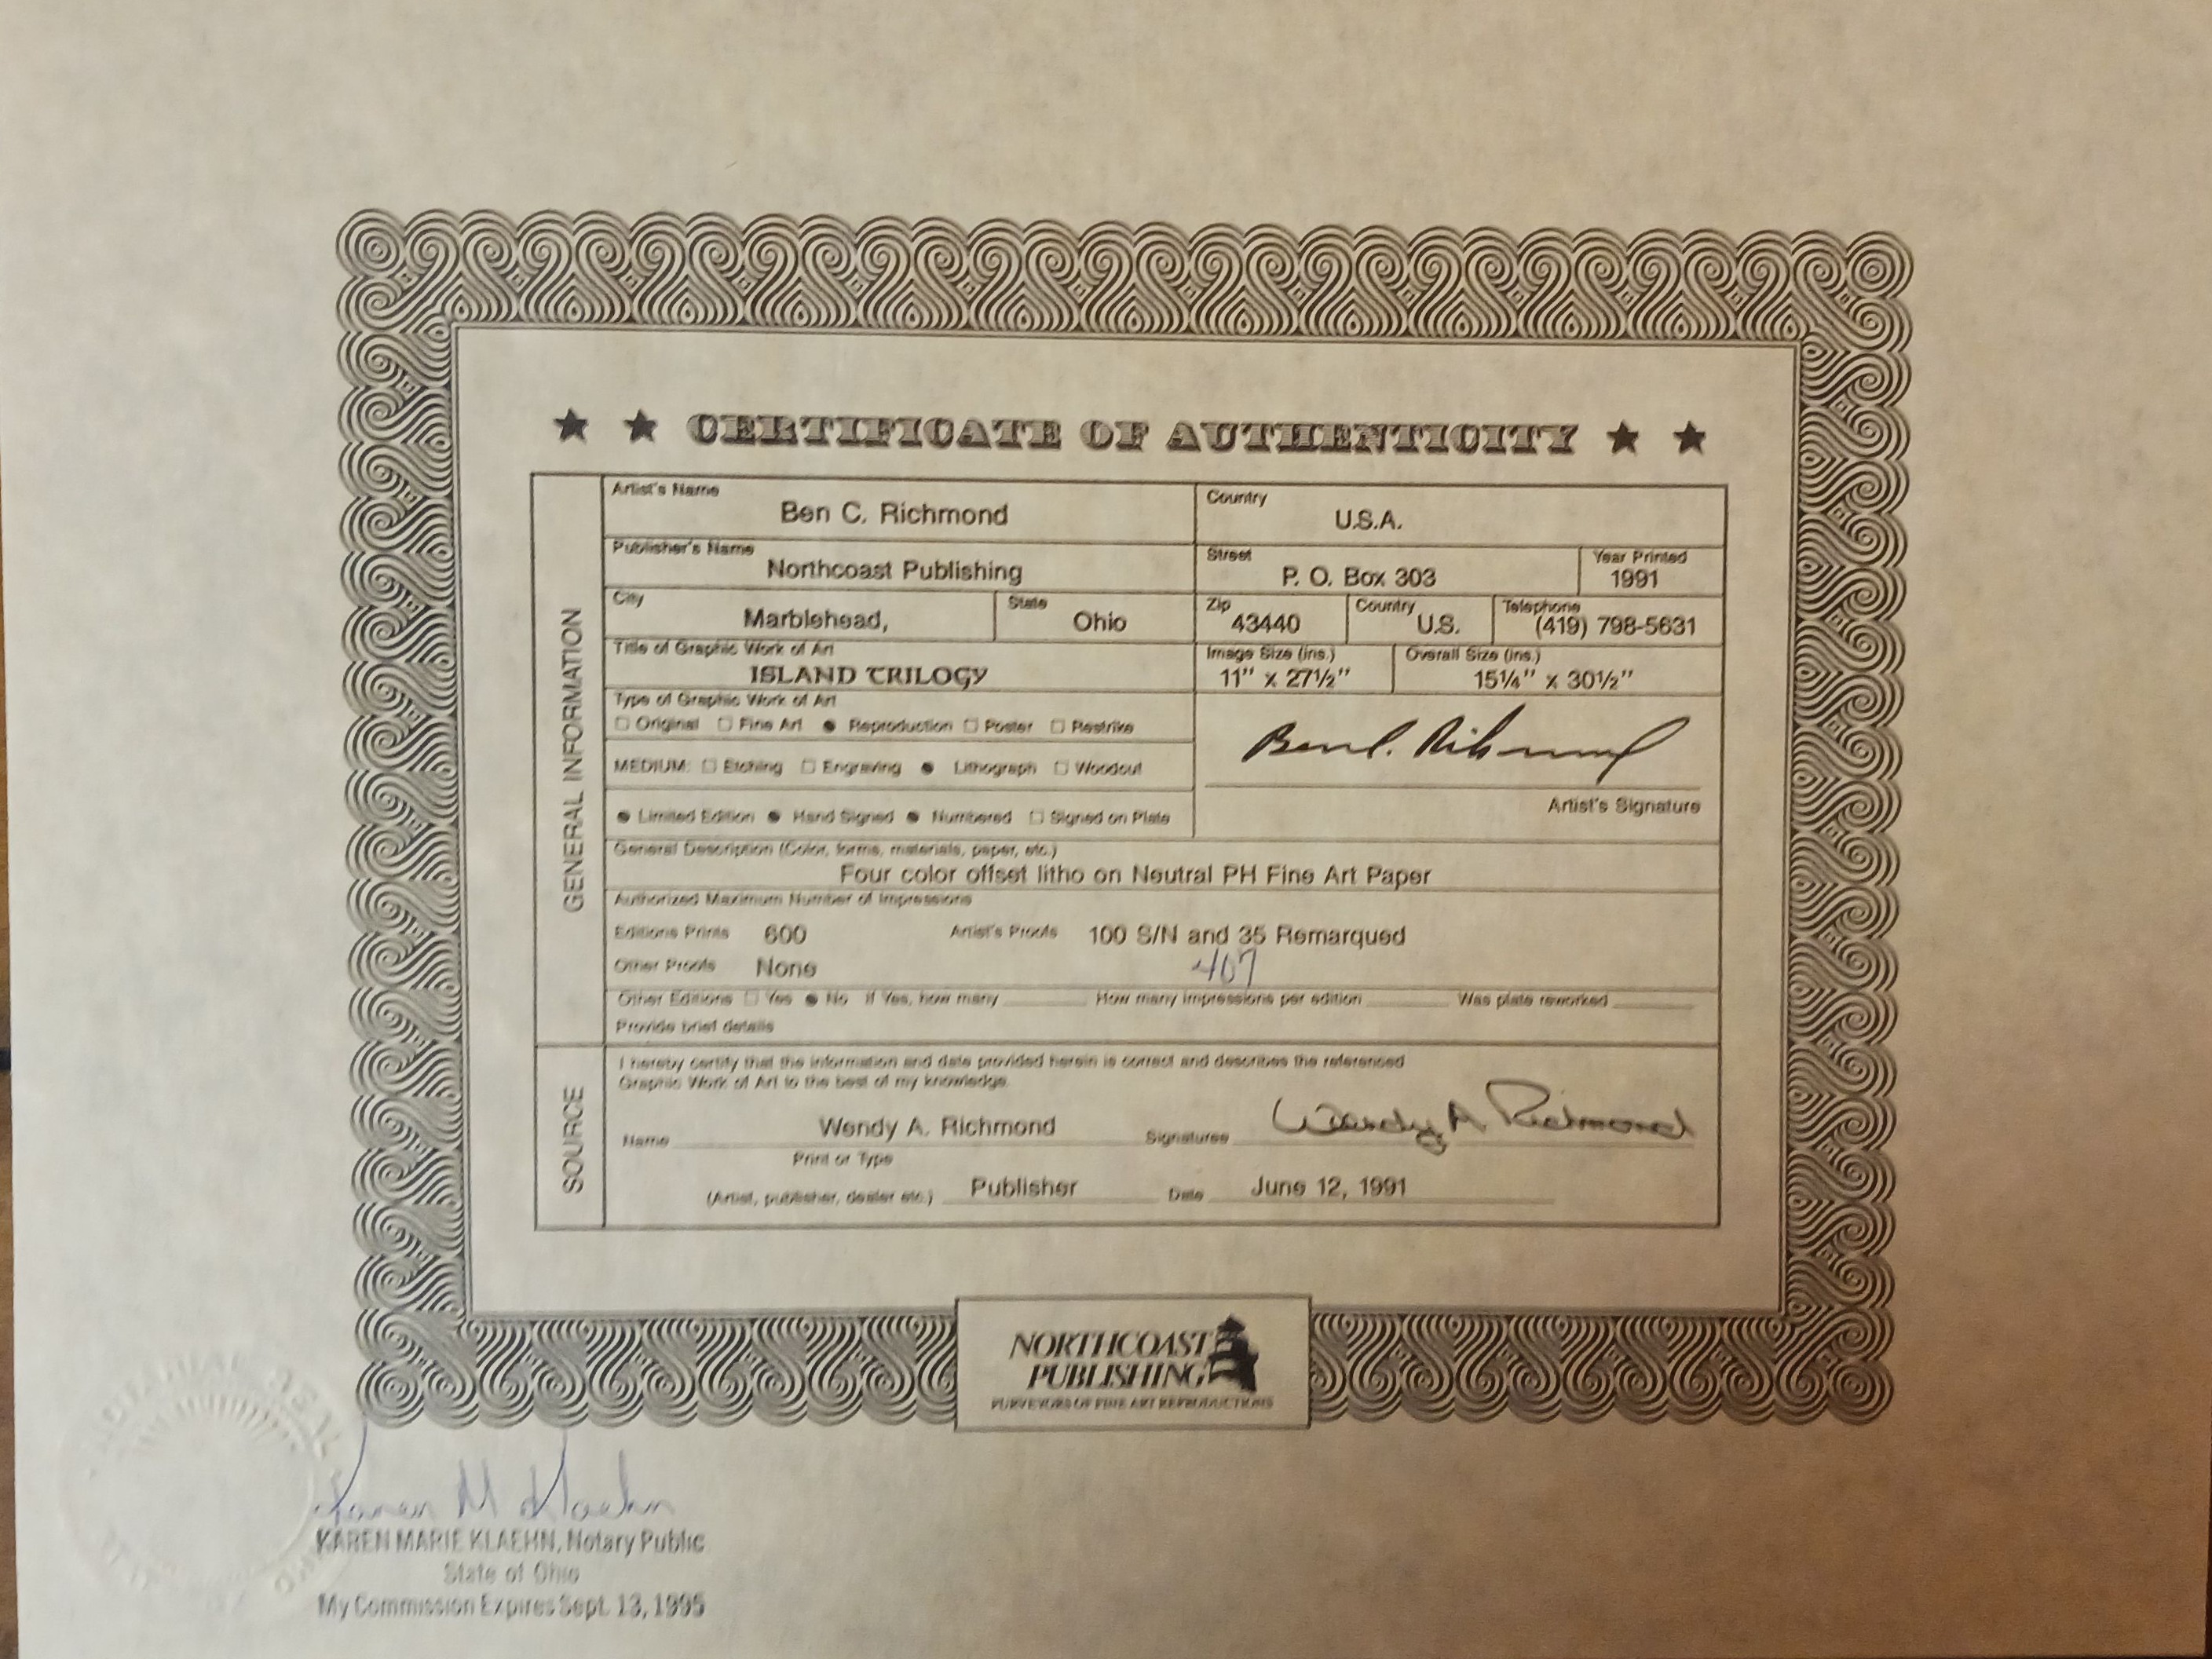 ★ ★ CERTIFICATE OF AUTHENTICITY ★ ★
GENERAL INFORMATION
Artist's Name Ben C. Richmond Country U.S.A.
Publisher's Name Northcoast Publishing Street P. O. Box 303 Year Printed 1991
City Marblehead, State Ohio Zip 43440 Country U.S. Telephone (419) 798-5631
Title of Graphic Work of Art ISLAND TRILOGY Image Size (ins.) 11" x 27½" Overall Size (ins.) 15¼" x 30½"
Type of Graphic Work of Art
☐ Original ☐ Fine Art ● Reproduction ☐ Poster ☐ Restrike
MEDIUM: ☐ Etching ☐ Engraving ● Lithograph ☐ Woodcut
● Limited Edition ● Hand Signed ● Numbered ☐ Signed on Plate
Ben C. Richmond
Artist's Signature
General Description (Color, forms, materials, paper, etc.)
Four color offset litho on Neutral PH Fine Art Paper
Authorized Maximum Number of Impressions
Editions Prints 600 Artist's Proofs 100 S/N and 35 Remarqued
Other Proofs None 407
Other Editions ☐ Yes ● No If Yes, how many How many impressions per edition Was plate reworked
Provide brief details
SOURCE
I hereby certify that the information and date provided herein is correct and describes the referenced
Graphic Work of Art to the best of my knowledge.
Name Wendy A. Richmond Signatures Wendy A Richmond
Print or Type
(Artist, publisher, dealer etc.) Publisher Date June 12, 1991
NORTHCOAST
PUBLISHING
PURVEYORS OF FINE ART REPRODUCTIONS
Karen M Klaehn
KAREN MARIE KLAEHN, Notary Public
State of Ohio
My Commission Expires Sept. 13, 1995